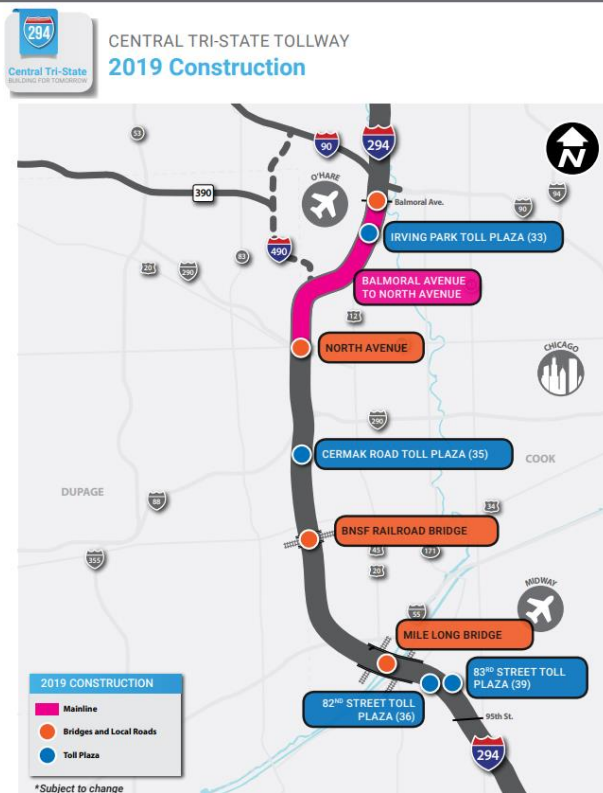 294
Central Tri-State
BUILDING FOR TOMORROW
CENTRAL TRI-STATE TOLLWAY
2019 Construction
53
90
294
N
O'HARE
390
94
Balmoral Ave.
90
IRVING PARK TOLL PLAZA (33)
490
83
20
290
BALMORAL AVENUE
TO NORTH AVENUE
12
NORTH AVENUE
CHICAGO
290
CERMAK ROAD TOLL PLAZA (35)
COOK
DUPAGE
88
34
BNSF RAILROAD BRIDGE
45
171
355
20
MIDWAY
55
MILE LONG BRIDGE
83RD STREET TOLL
PLAZA (39)
82ND STREET TOLL
PLAZA (36)
95th St.
294
2019 CONSTRUCTION
Mainline
Bridges and Local Roads
Toll Plaza
*Subject to change